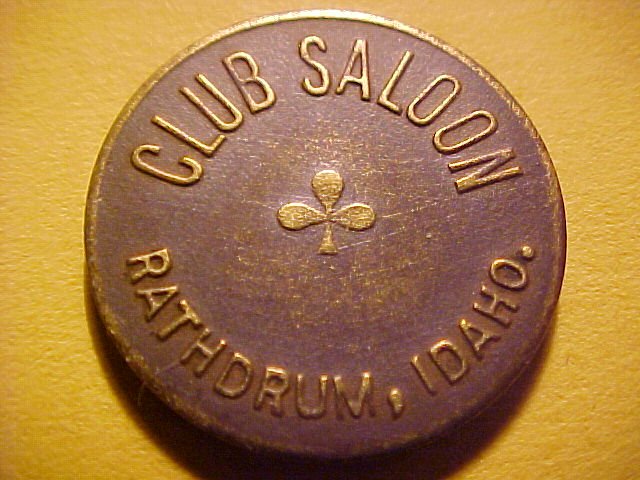 CLUB SALOON
RATHDRUM, IDAHO.